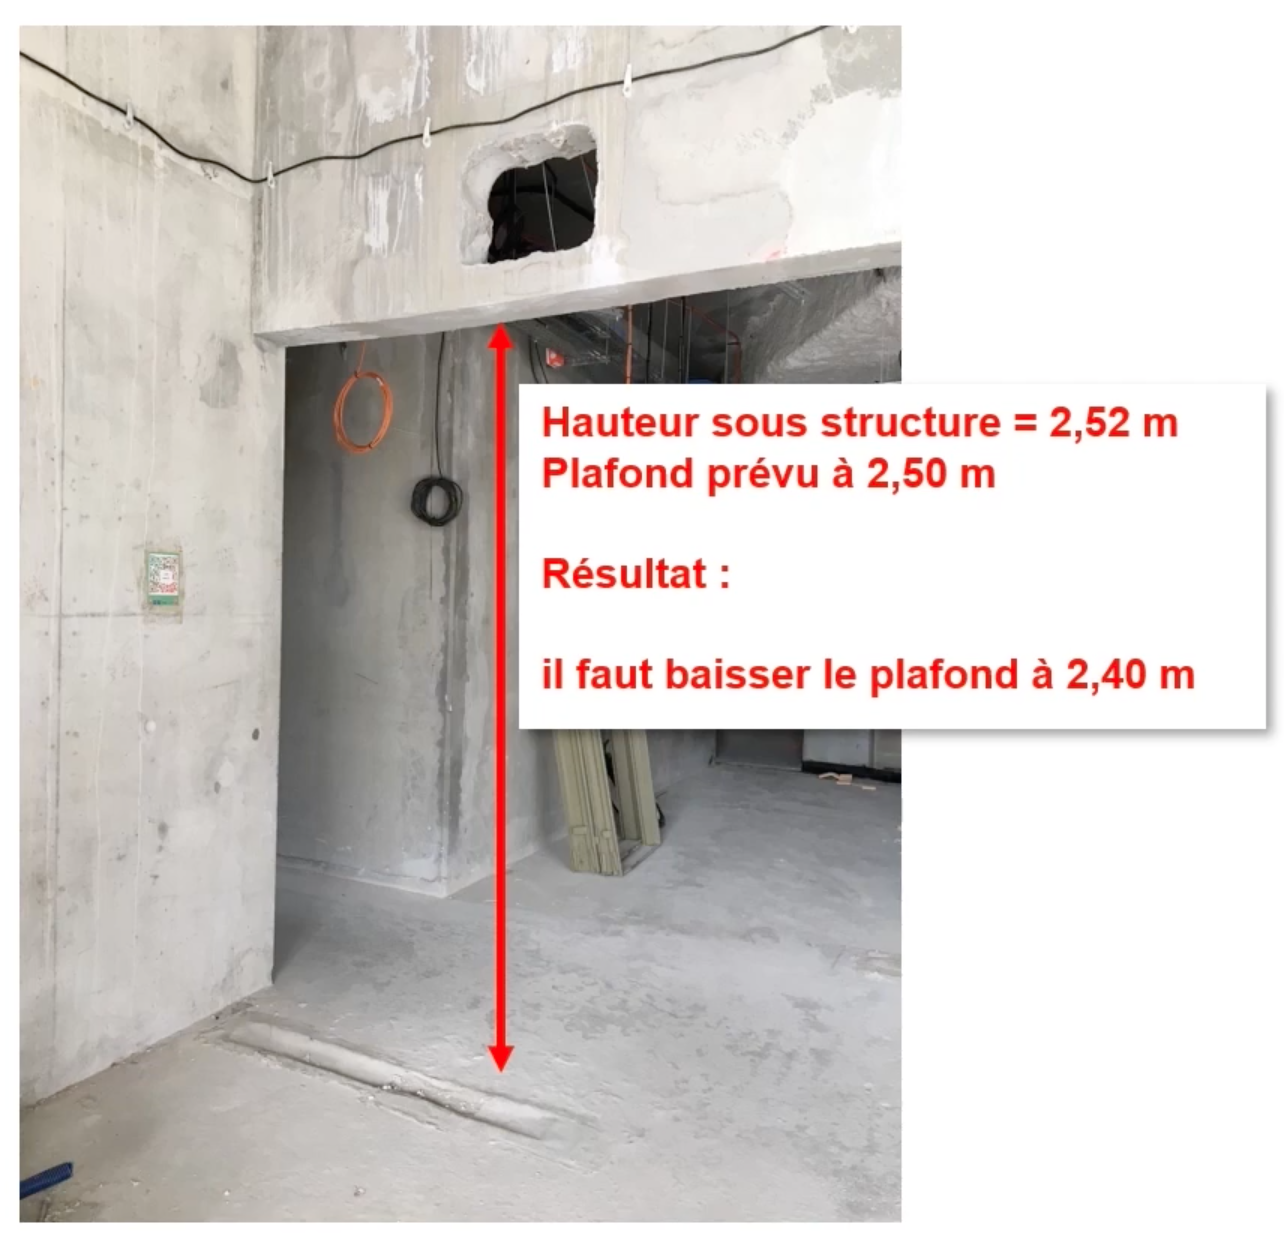 Hauteur sous structure = 2,52 m
Plafond prévu à 2,50 m
Résultat :
il faut baisser le plafond à 2,40 m